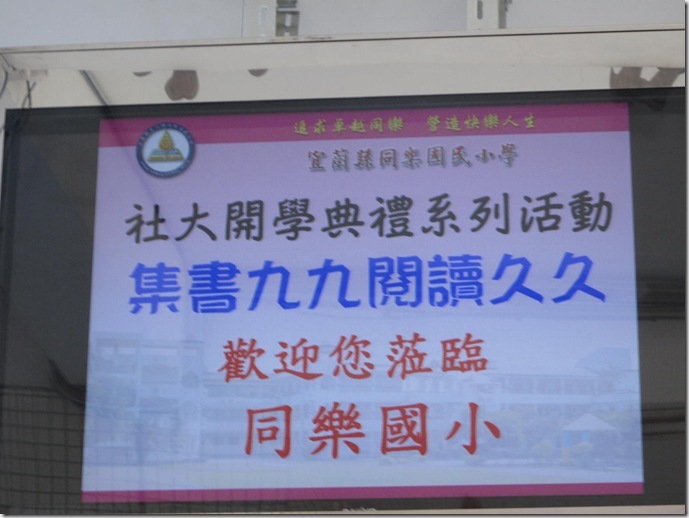 追求卓越同樂　營造快樂人生
宜蘭縣同樂國民小學
社大開學典禮系列活動
集書九九閱讀久久
歡迎您蒞臨
同樂國小